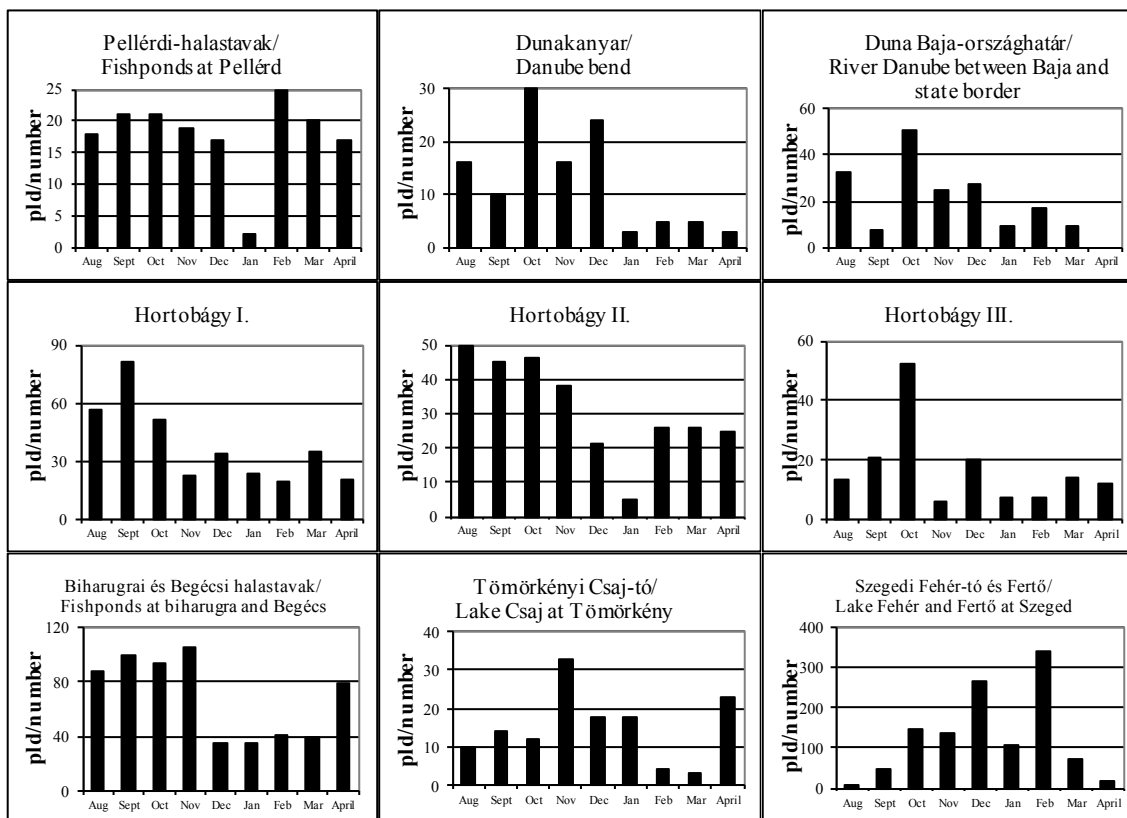 Pellérdi-halastavak/
Fishponds at Pellérd
pld/number
25
20
15
10
5
0
Aug Sept Oct Nov Dec Jan Feb Mar April
Dunakanyar/
Danube bend
pld/number
30
20
10
0
Aug Sept Oct Nov Dec Jan Feb Mar April
Duna Baja-országhatár/
River Danube between Baja and
state border
pld/number
60
40
20
0
Aug Sept Oct Nov Dec Jan Feb Mar April
Hortobágy I.
pld/number
90
60
30
0
Aug Sept Oct Nov Dec Jan Feb Mar April
Hortobágy II.
pld/number
50
40
30
20
10
0
Aug Sept Oct Nov Dec Jan Feb Mar April
Hortobágy III.
pld/number
60
40
20
0
Aug Sept Oct Nov Dec Jan Feb Mar April
Biharugrai és Begécsi halastavak/
Fishponds at biharugra and Begécs
pld/number
120
80
40
0
Aug Sept Oct Nov Dec Jan Feb Mar April
Tömörkényi Csaj-tó/
Lake Csaj at Tömörkény
pld/number
40
30
20
10
0
Aug Sept Oct Nov Dec Jan Feb Mar April
Szegedi Fehér-tó és Fertő/
Lake Fehér and Fertő at Szeged
pld/number
400
300
200
100
0
Aug Sept Oct Nov Dec Jan Feb Mar April